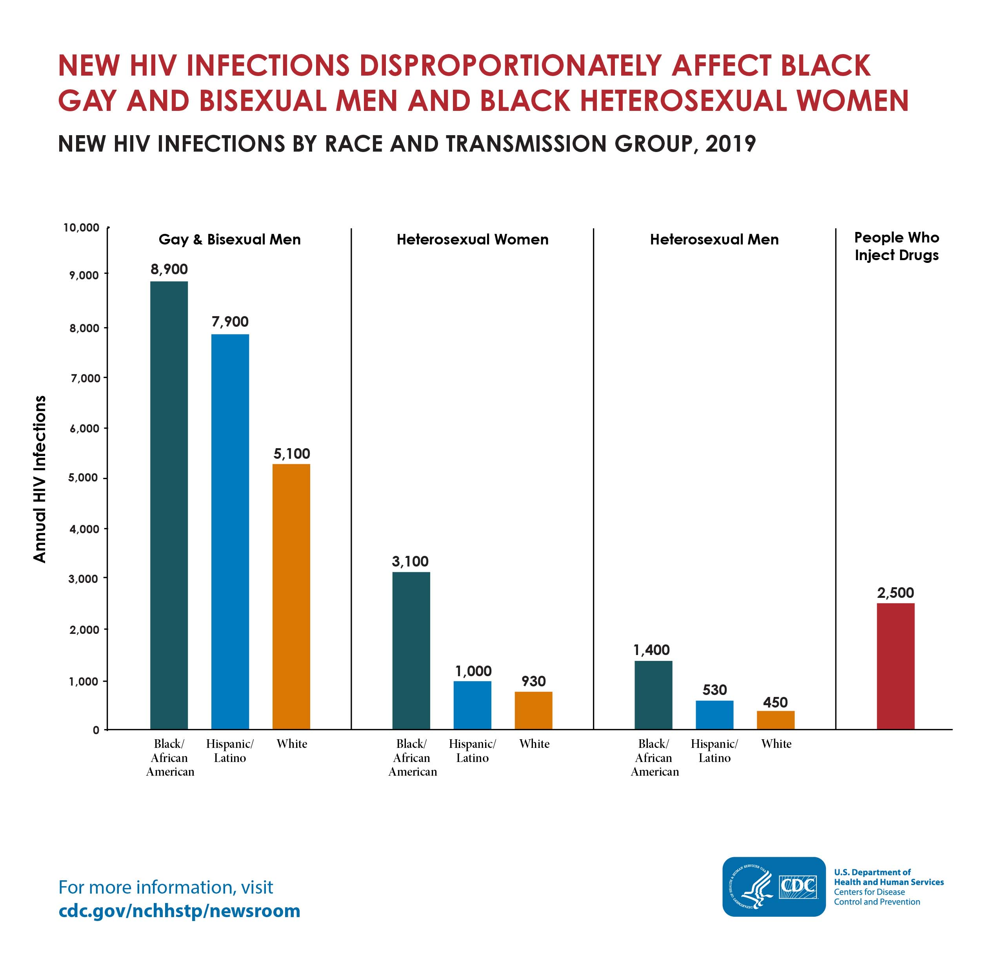 NEW HIV INFECTIONS DISPROPORTIONATELY AFFECT BLACK
GAY AND BISEXUAL MEN AND BLACK HETEROSEXUAL WOMEN
NEW HIV INFECTIONS BY RACE AND TRANSMISSION GROUP, 2019
Annual HIV Infections
10,000
9,000
8,000
7,000
6,000
5,000
4,000
3,000
2,000
1,000
0
Gay & Bisexual Men
8,900
7,900
5,100
Black/
African
American
Hispanic/
Latino
White
Heterosexual Women
3,100
1,000
930
Black/
African
American
Hispanic/
Latino
White
Heterosexual Men
1,400
530
450
Black/
African
American
Hispanic/
Latino
White
People Who
Inject Drugs
2,500
For more information, visit
cdc.gov/nchhstp/newsroom
DEPARTMENT OF HEALTH & HUMAN SERVICES · USA
CDC
U.S. Department of
Health and Human Services
Centers for Disease
Control and Prevention